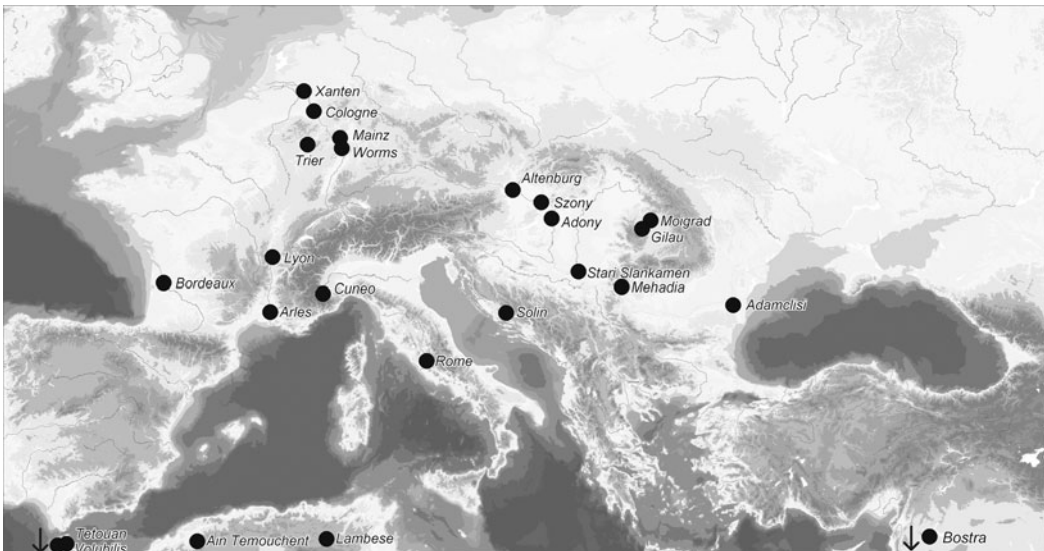 Xanten
Cologne
Mainz
Worms
Trier
Altenburg
Szony
Adony
Moigrad
Gilau
Lyon
Bordeaux
Cuneo
Arles
Stari Slankamen
Mehadia
Solin
Adamclisi
Rome
Tetouan
Volubilis
Ain Temouchent
Lambese
Bostra